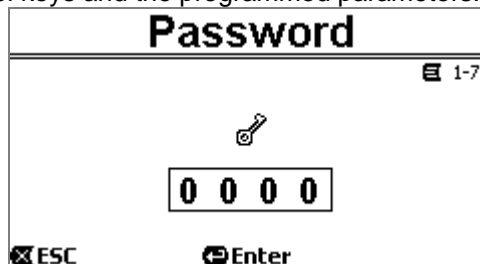 keys and the programmed parameters.
Password
1-7
0 0 0 0
ESC Enter